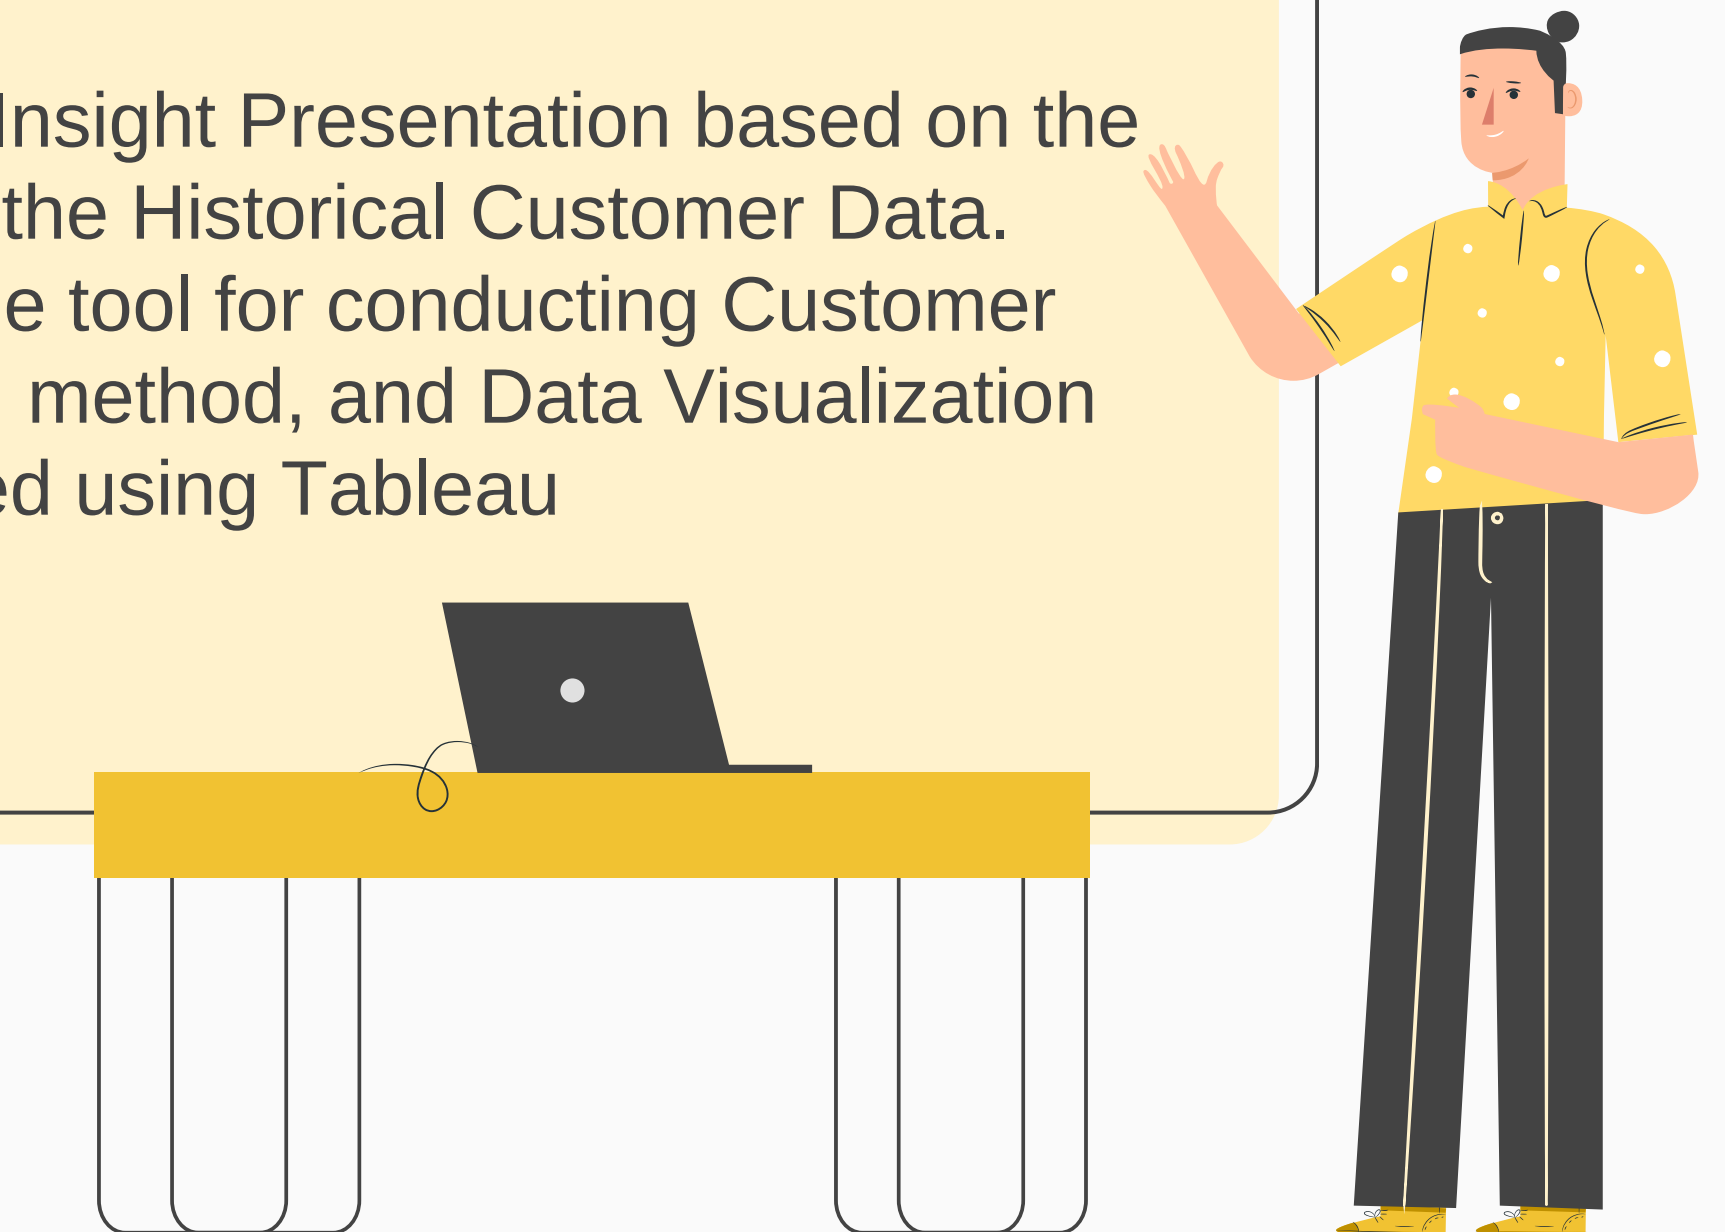 Insight Presentation based on the
the Historical Customer Data.
e tool for conducting Customer
method, and Data Visualization
ed using Tableau